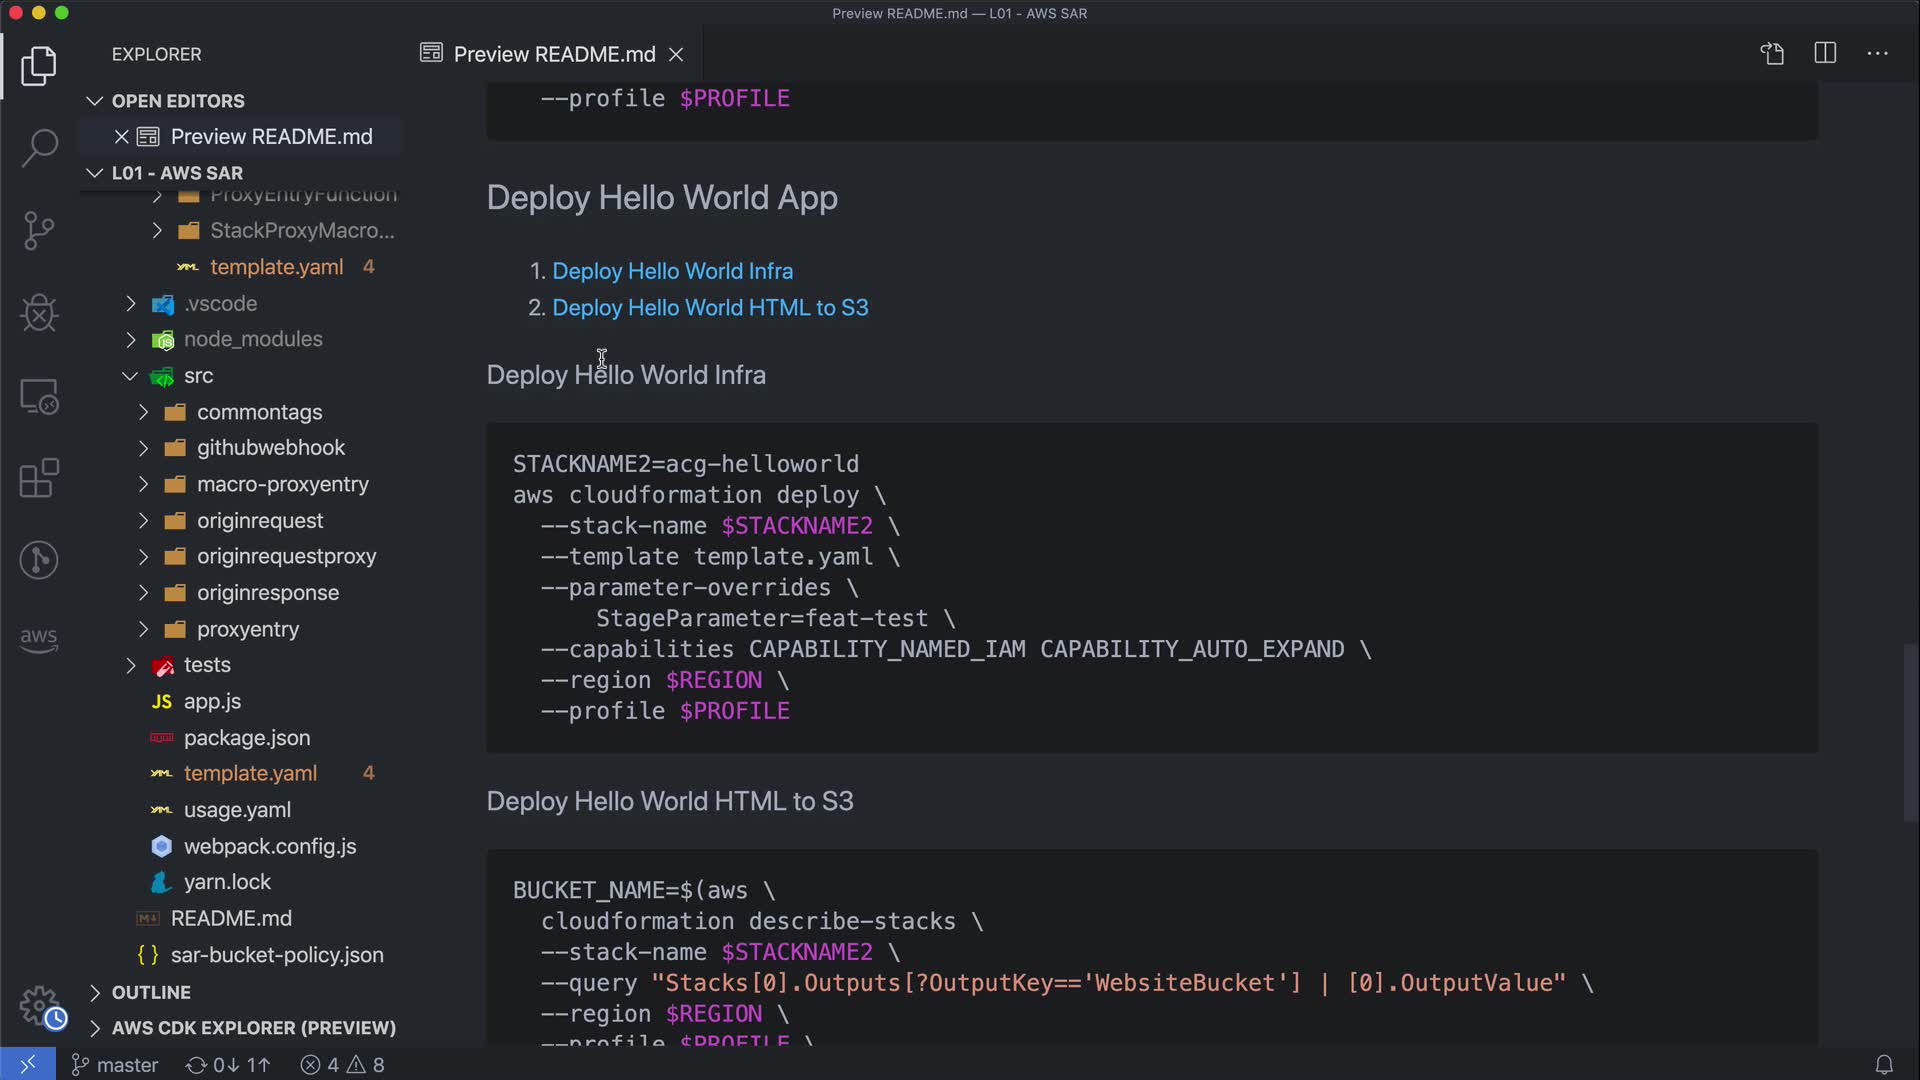 Preview README.md — L01 - AWS SAR
EXPLORER
OPEN EDITORS
Preview README.md
L01 - AWS SAR
ProxyEntryFunction
StackProxyMacro...
template.yaml 4
.vscode
node_modules
src
commontags
githubwebhook
macro-proxyentry
originrequest
originrequestproxy
originresponse
proxyentry
tests
JS app.js
package.json
template.yaml 4
usage.yaml
webpack.config.js
yarn.lock
README.md
{ } sar-bucket-policy.json
OUTLINE
AWS CDK EXPLORER (PREVIEW)
aws
Preview README.md
--profile $PROFILE
Deploy Hello World App
1. Deploy Hello World Infra
2. Deploy Hello World HTML to S3
Deploy Hello World Infra
STACKNAME2=acg-helloworld
aws cloudformation deploy \
--stack-name $STACKNAME2 \
--template template.yaml \
--parameter-overrides \
StageParameter=feat-test \
--capabilities CAPABILITY_NAMED_IAM CAPABILITY_AUTO_EXPAND \
--region $REGION \
--profile $PROFILE
Deploy Hello World HTML to S3
BUCKET_NAME=$(aws \
cloudformation describe-stacks \
--stack-name $STACKNAME2 \
--query "Stacks[0].Outputs[?OutputKey=='WebsiteBucket'] | [0].OutputValue" \
--region $REGION \
--profile $PROFILE \
master 0↓ 1↑ 4 8